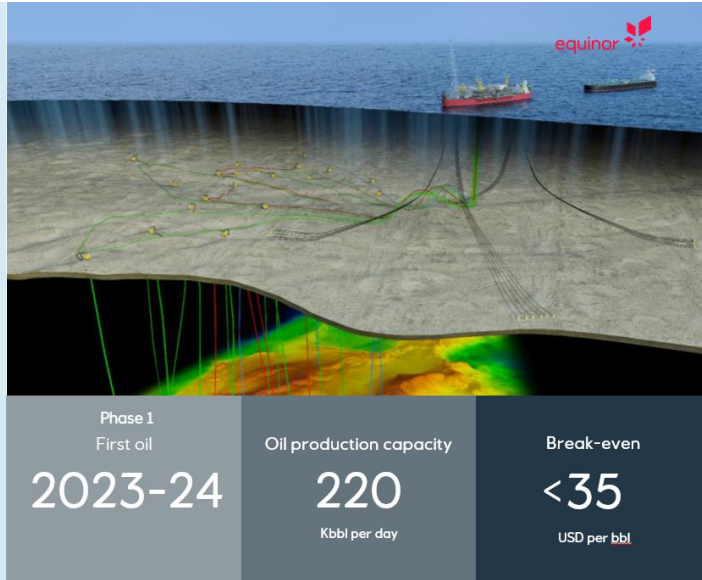 equinor
Phase 1
First oil
2023-24
Oil production capacity
220
Kbbl per day
Break-even
<35
USD per bbl